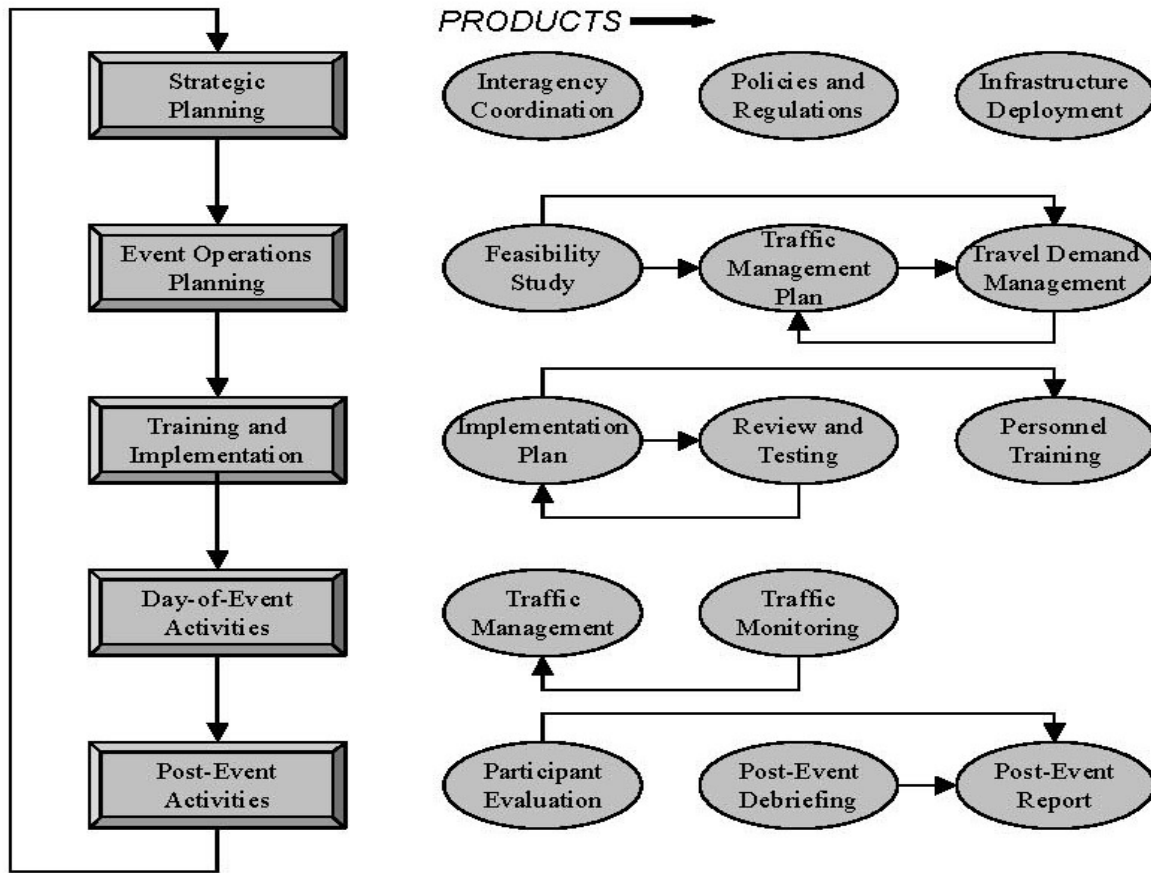 PRODUCTS
Strategic
Planning
Interagency
Coordination
Policies and
Regulations
Infrastructure
Deployment
Event Operations
Planning
Feasibility
Study
Traffic
Management
Plan
Travel Demand
Management
Training and
Implementation
Implementation
Plan
Review and
Testing
Personnel
Training
Day-of-Event
Activities
Traffic
Management
Traffic
Monitoring
Post-Event
Activities
Participant
Evaluation
Post-Event
Debriefing
Post-Event
Report